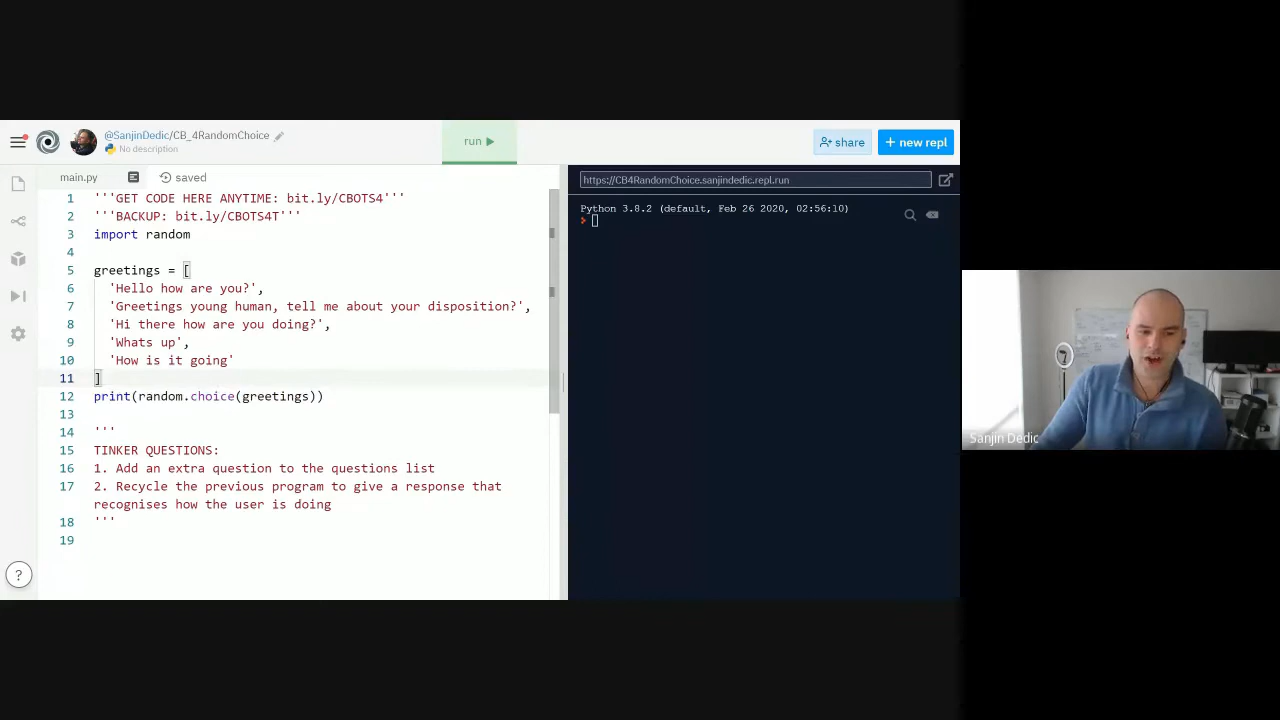 @SanjinDedic/CB_4RandomChoice
No description
run
share
+ new repl
main.py
saved
https://CB4RandomChoice.sanjindedic.repl.run
1 '''GET CODE HERE ANYTIME: bit.ly/CBOTS4'''
2 '''BACKUP: bit.ly/CBOTS4T'''
3 import random
4
5 greetings = [
6 'Hello how are you?',
7 'Greetings young human, tell me about your disposition?',
8 'Hi there how are you doing?',
9 'Whats up',
10 'How is it going'
11 ]
12 print(random.choice(greetings))
13
14 '''
15 TINKER QUESTIONS:
16 1. Add an extra question to the questions list
17 2. Recycle the previous program to give a response that
recognises how the user is doing
18 '''
19
?
Python 3.8.2 (default, Feb 26 2020, 02:56:10)
Sanjin Dedic